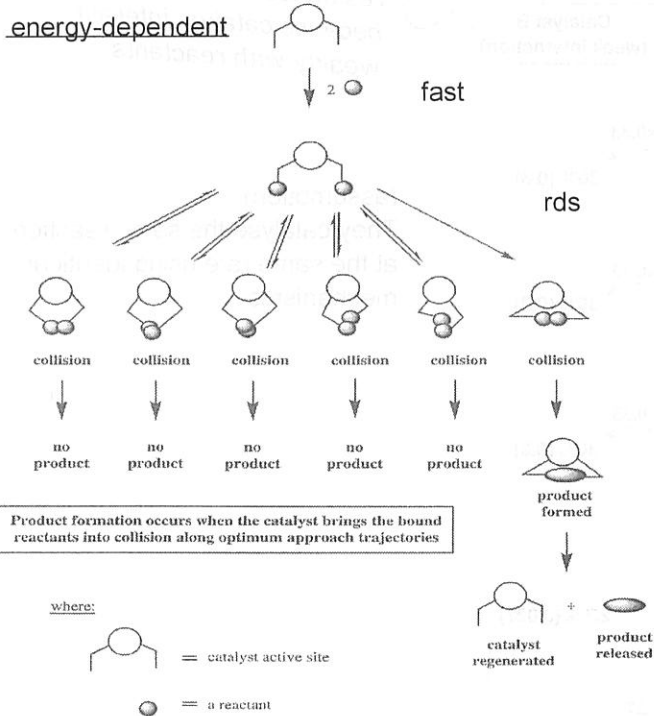 energy-dependent
2
fast
rds
collision collision collision collision collision collision
no product
no product
no product
no product
no product
product formed
Product formation occurs when the catalyst brings the bound
reactants into collision along optimum approach trajectories
where:
= catalyst active site
= a reactant
+
catalyst regenerated
product released